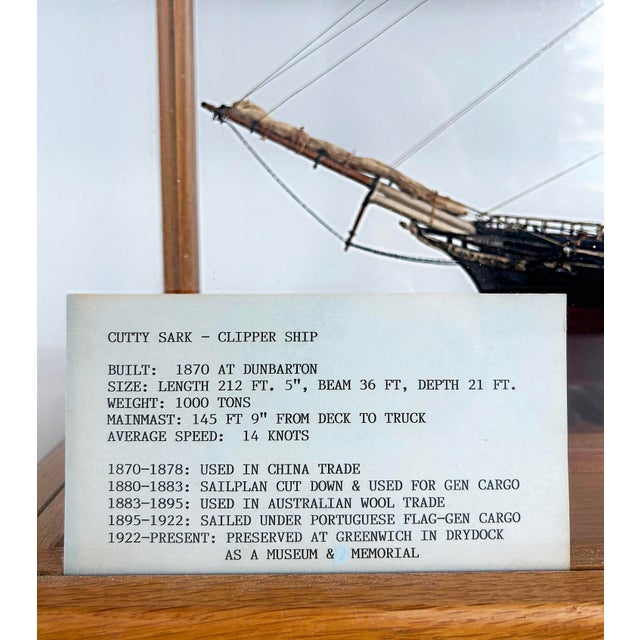 CUTTY SARK - CLIPPER SHIP
BUILT: 1870 AT DUNBARTON
SIZE: LENGTH 212 FT. 5", BEAM 36 FT, DEPTH 21 FT.
WEIGHT: 1000 TONS
MAINMAST: 145 FT 9" FROM DECK TO TRUCK
AVERAGE SPEED: 14 KNOTS
1870-1878: USED IN CHINA TRADE
1880-1883: SAILPLAN CUT DOWN & USED FOR GEN CARGO
1883-1895: USED IN AUSTRALIAN WOOL TRADE
1895-1922: SAILED UNDER PORTUGUESE FLAG-GEN CARGO
1922-PRESENT: PRESERVED AT GREENWICH IN DRYDOCK
AS A MUSEUM & MEMORIAL